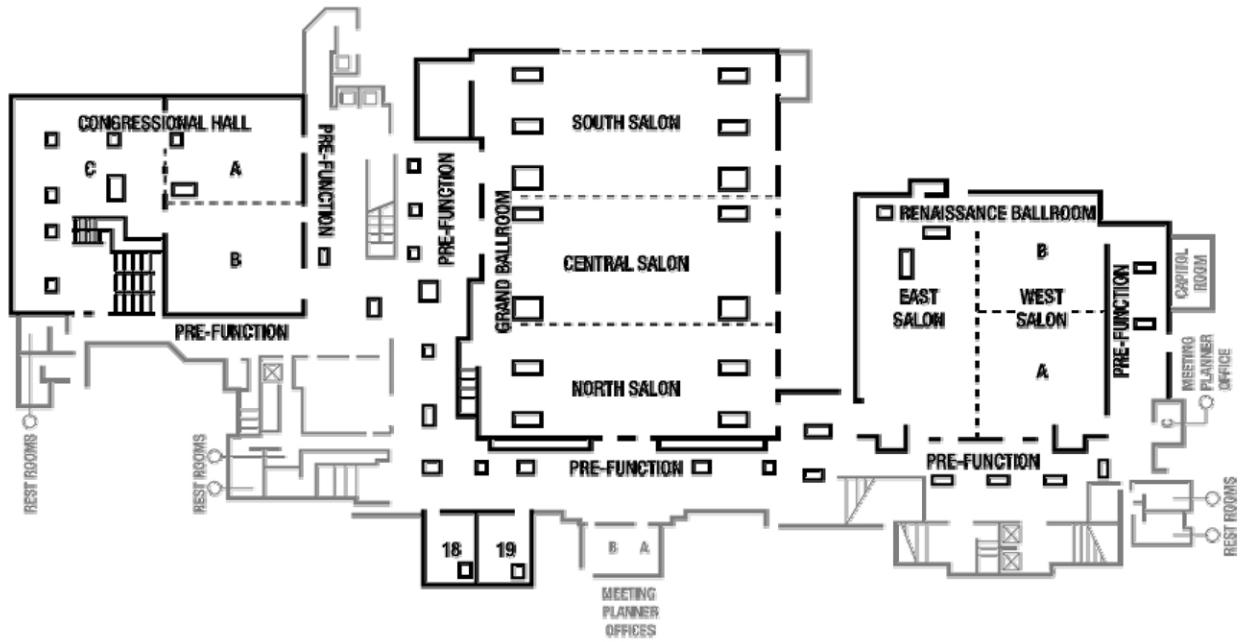 CONGRESSIONAL HALL
C
A
B
PRE-FUNCTION
PRE-FUNCTION
REST ROOMS
REST ROOMS
PRE-FUNCTION
GRAND BALLROOM
SOUTH SALON
CENTRAL SALON
NORTH SALON
PRE-FUNCTION
18
19
B A
MEETING
PLANNER
OFFICES
RENAISSANCE BALLROOM
B
EAST
SALON
WEST
SALON
A
PRE-FUNCTION
PRE-FUNCTION
CAPITOL
ROOM
MEETING
PLANNER
OFFICE
C
REST ROOMS